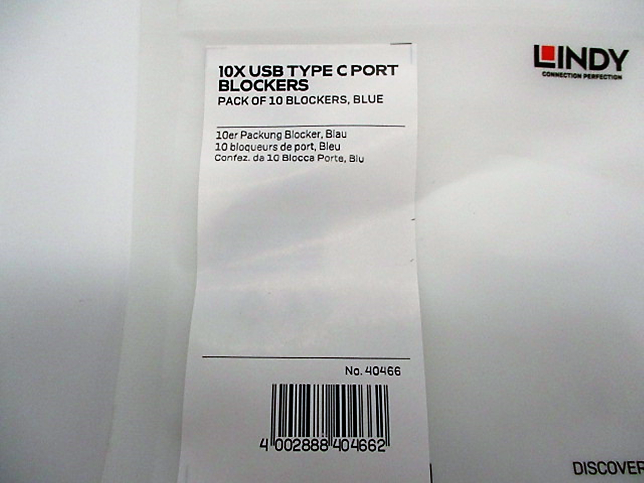 10X USB TYPE C PORT
BLOCKERS
PACK OF 10 BLOCKERS, BLUE
10er Packung Blocker, Blau
10 bloqueurs de port, Bleu
Confez. da 10 Blocca Porte, Blu
No. 40466
4 002888 404662
LINDY
CONNECTION PERFECTION
DISCOVER